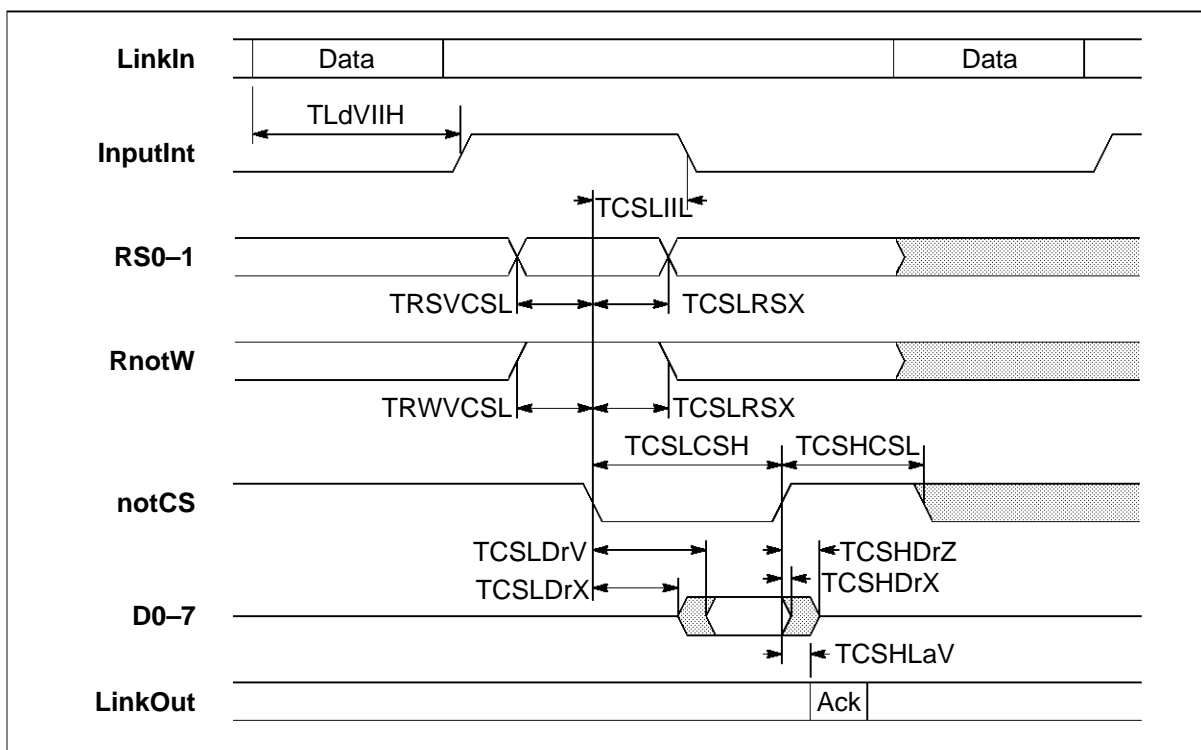 LinkIn
Data
Data
TLdVIIH
InputInt
TCSLIIL
RS0–1
TRSVCSL
TCSLRSX
RnotW
TRWVCSL
TCSLRSX
TCSLCSH
TCSHCSL
notCS
TCSLDrV
TCSHDrZ
TCSLDrX
TCSHDrX
D0–7
TCSHLaV
LinkOut
Ack